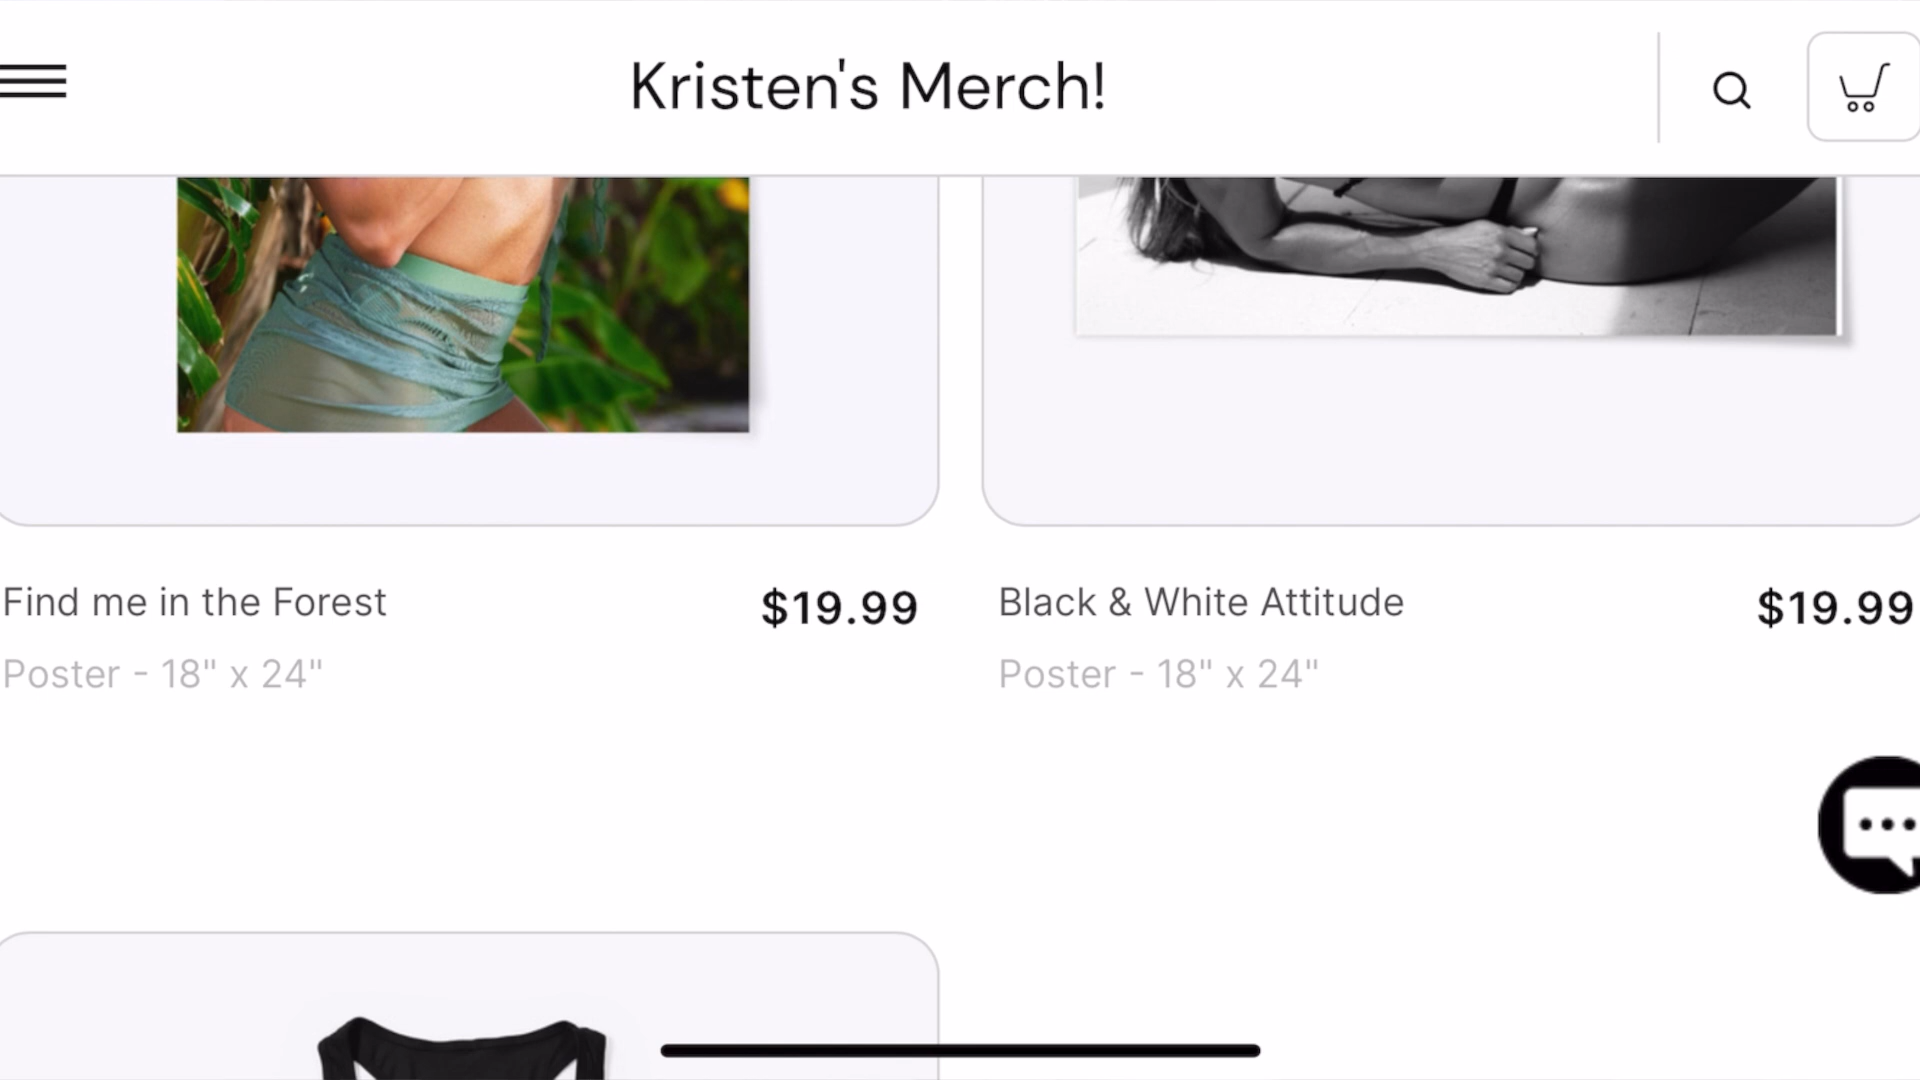 Kristen's Merch!
Find me in the Forest
$19.99
Poster - 18" x 24"
Black & White Attitude
$19.99
Poster - 18" x 24"